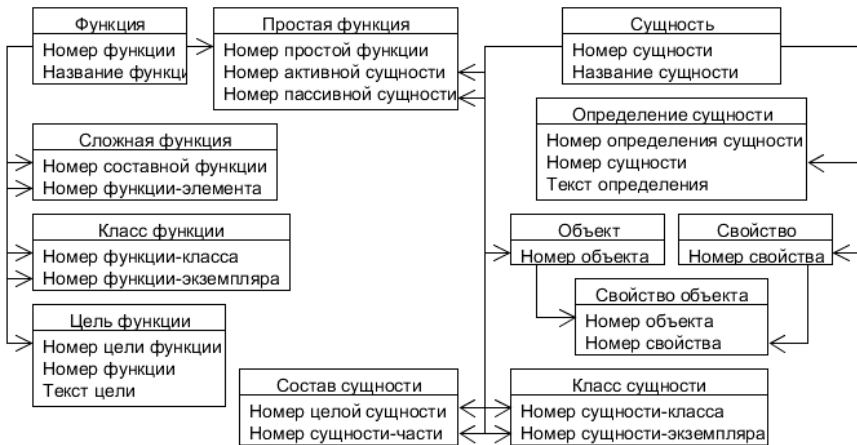 Функция
Номер функции
Название функци
Простая функция
Номер простой функции
Номер активной сущности
Номер пассивной сущности
Сущность
Номер сущности
Название сущности
Определение сущности
Номер определения сущности
Номер сущности
Текст определения
Сложная функция
Номер составной функции
Номер функции-элемента
Класс функции
Номер функции-класса
Номер функции-экземпляра
Объект
Номер объекта
Свойство
Номер свойства
Свойство объекта
Номер объекта
Номер свойства
Цель функции
Номер цели функции
Номер функции
Текст цели
Состав сущности
Номер целой сущности
Номер сущности-части
Класс сущности
Номер сущности-класса
Номер сущности-экземпляра